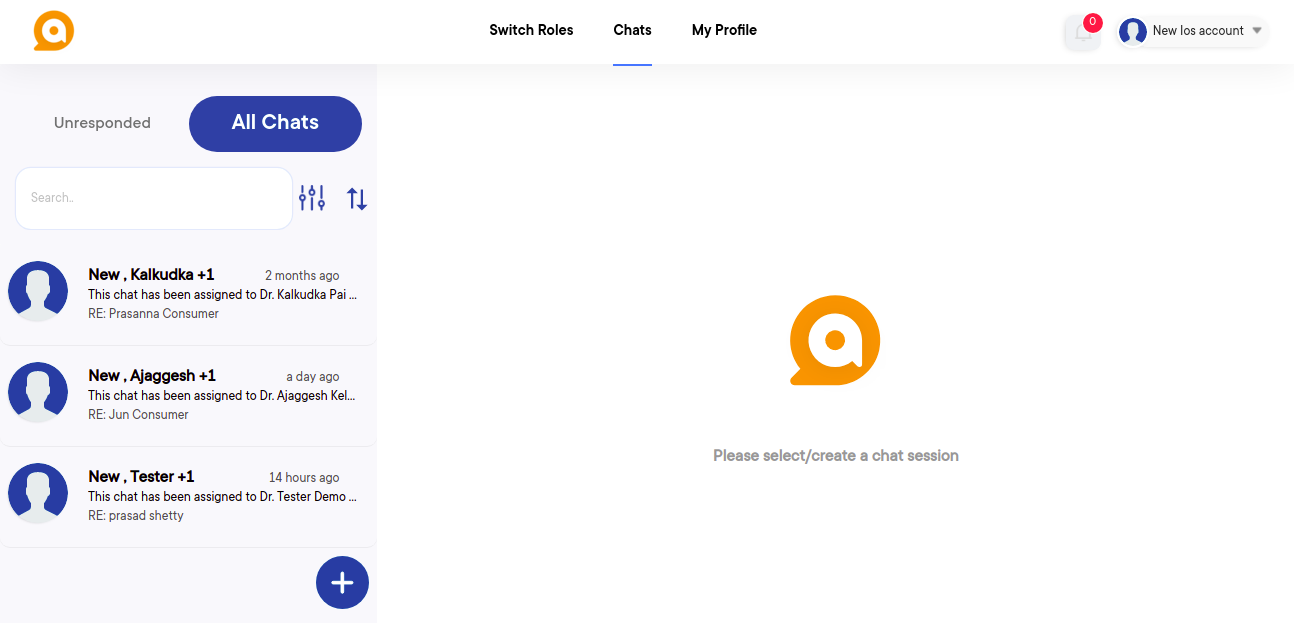 Switch Roles Chats My Profile 0 New Ios account
Unresponded All Chats
Search..
New , Kalkudka +1 2 months ago
This chat has been assigned to Dr. Kalkudka Pai ...
RE: Prasanna Consumer
New , Ajaggesh +1 a day ago
This chat has been assigned to Dr. Ajaggesh Kel...
RE: Jun Consumer
New , Tester +1 14 hours ago
This chat has been assigned to Dr. Tester Demo ...
RE: prasad shetty
Please select/create a chat session